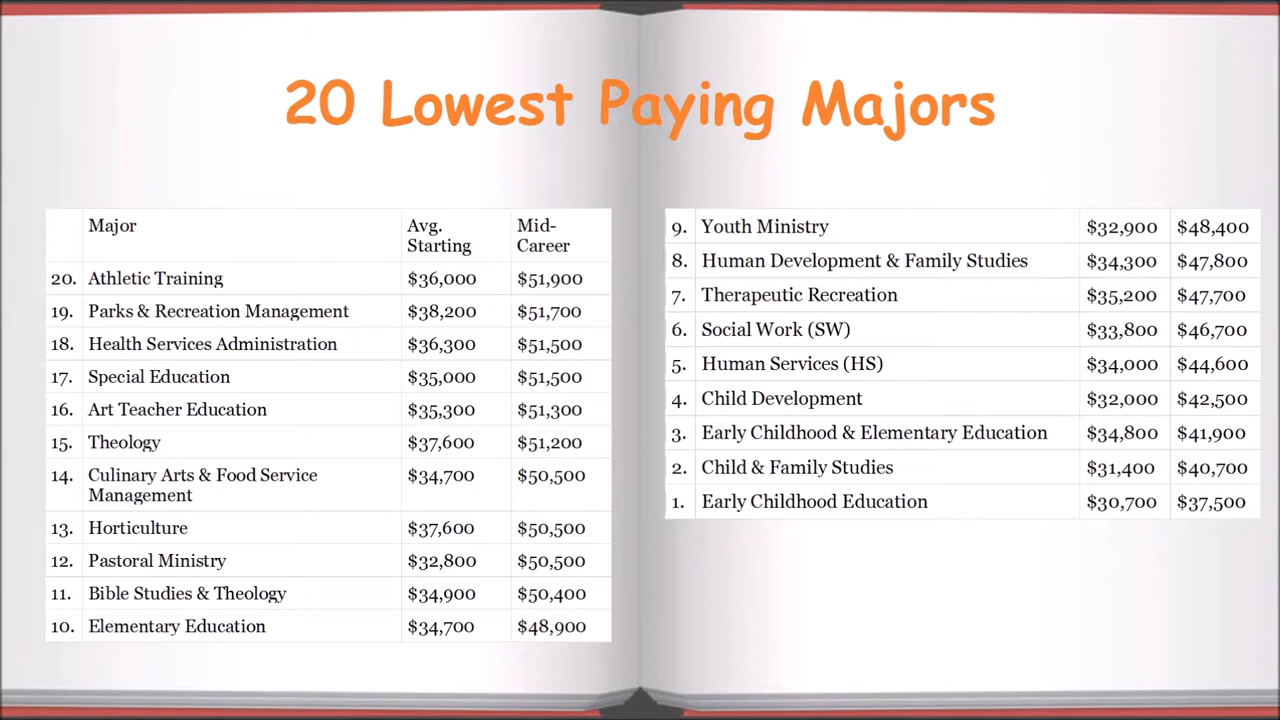 20 Lowest Paying Majors
Major Avg. Starting Mid-Career
20. Athletic Training $36,000 $51,900
19. Parks & Recreation Management $38,200 $51,700
18. Health Services Administration $36,300 $51,500
17. Special Education $35,000 $51,500
16. Art Teacher Education $35,300 $51,300
15. Theology $37,600 $51,200
14. Culinary Arts & Food Service Management $34,700 $50,500
13. Horticulture $37,600 $50,500
12. Pastoral Ministry $32,800 $50,500
11. Bible Studies & Theology $34,900 $50,400
10. Elementary Education $34,700 $48,900
9. Youth Ministry $32,900 $48,400
8. Human Development & Family Studies $34,300 $47,800
7. Therapeutic Recreation $35,200 $47,700
6. Social Work (SW) $33,800 $46,700
5. Human Services (HS) $34,000 $44,600
4. Child Development $32,000 $42,500
3. Early Childhood & Elementary Education $34,800 $41,900
2. Child & Family Studies $31,400 $40,700
1. Early Childhood Education $30,700 $37,500